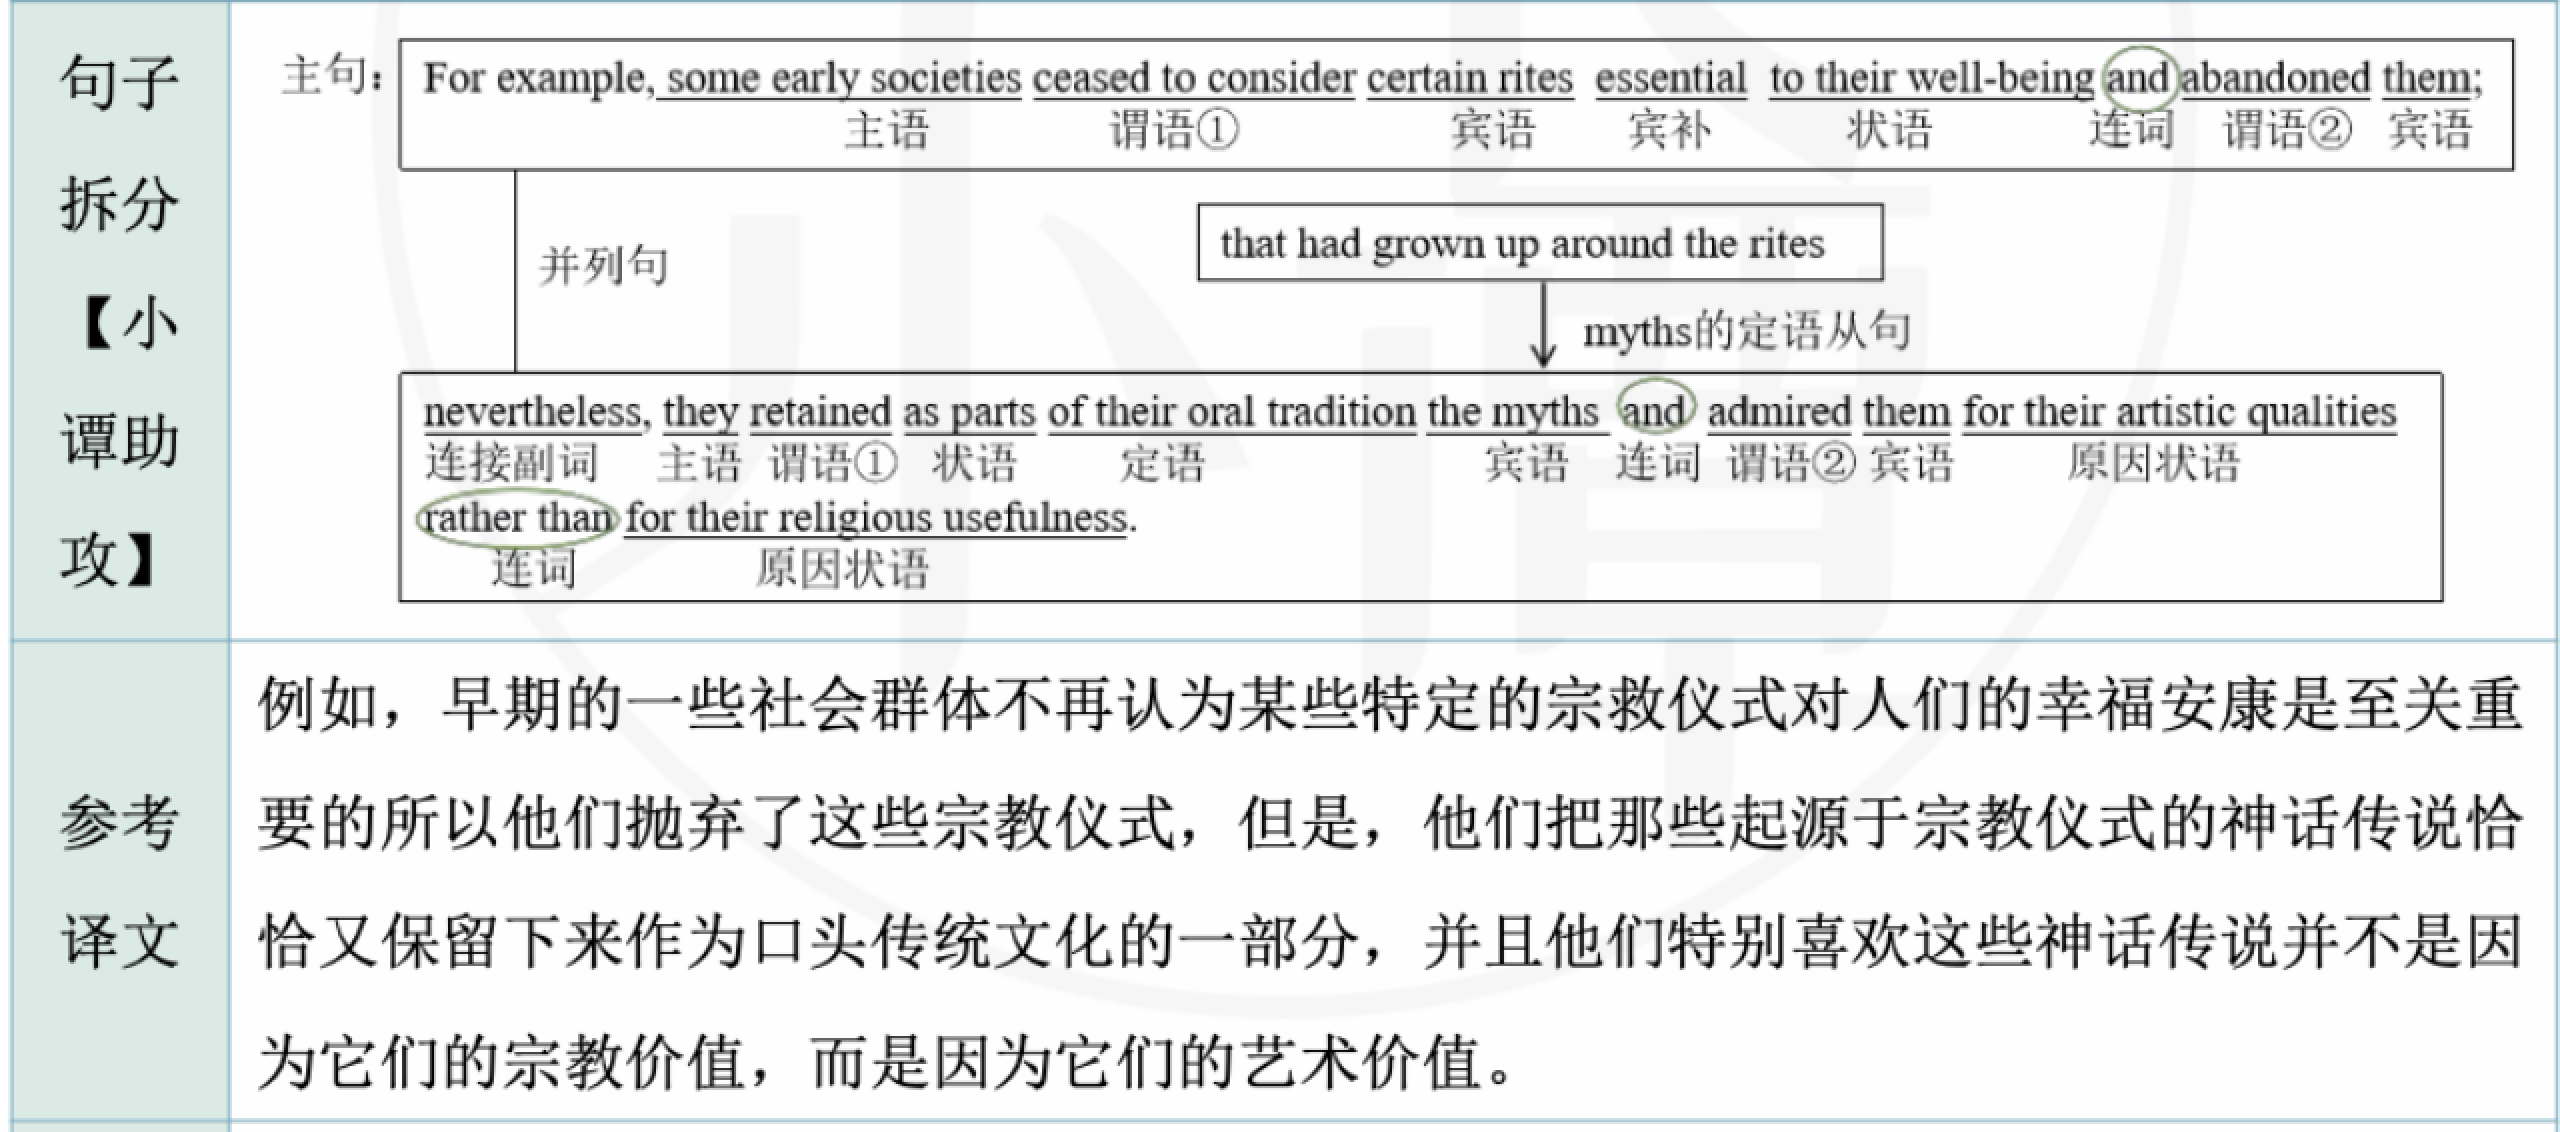 句子
拆分
【小
谭助
攻】
主句：
For example, some early societies ceased to consider certain rites essential to their well-being and abandoned them;
主语 谓语① 宾语 宾补 状语 连词 谓语② 宾语
并列句
that had grown up around the rites
myths的定语从句
nevertheless, they retained as parts of their oral tradition the myths and admired them for their artistic qualities
连接副词 主语 谓语① 状语 定语 宾语 连词 谓语② 宾语 原因状语
rather than for their religious usefulness.
连词 原因状语
参考
译文
例如，早期的一些社会群体不再认为某些特定的宗救仪式对人们的幸福安康是至关重
要的所以他们抛弃了这些宗教仪式，但是，他们把那些起源于宗教仪式的神话传说恰
恰又保留下来作为口头传统文化的一部分，并且他们特别喜欢这些神话传说并不是因
为它们的宗教价值，而是因为它们的艺术价值。